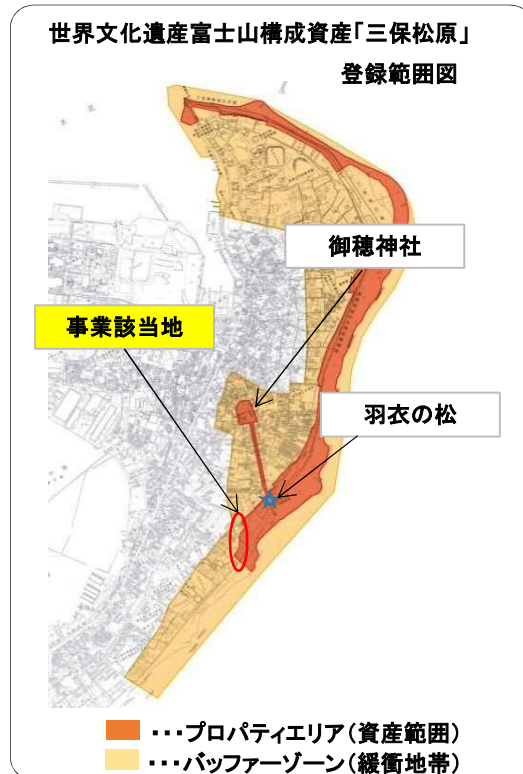 世界文化遺産富士山構成資産「三保松原」
登録範囲図
御穂神社
事業該当地
羽衣の松
・・・プロパティエリア(資産範囲)
・・・バッファーゾーン(緩衝地帯)